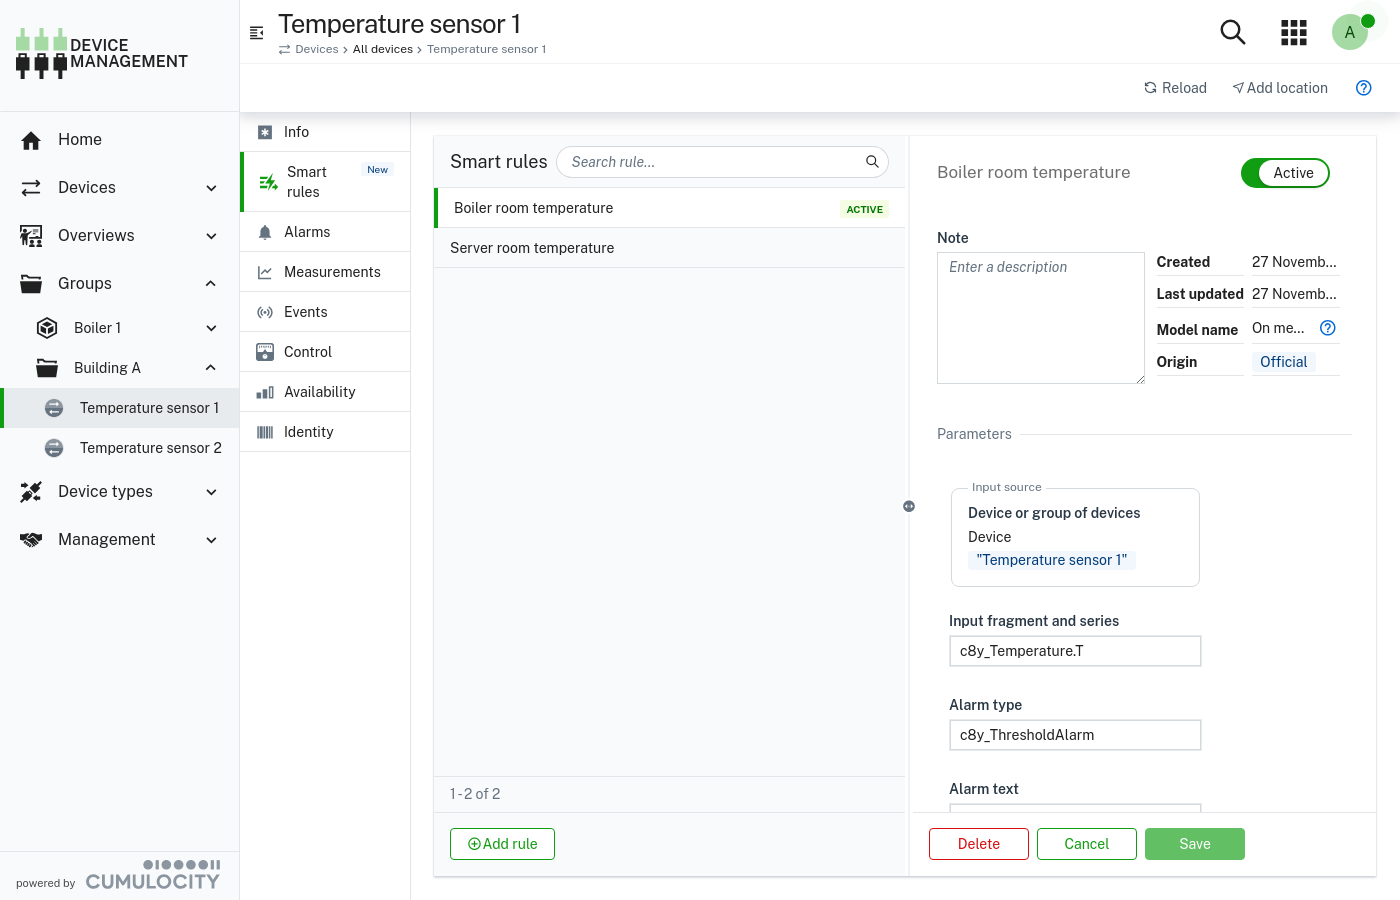 DEVICE
MANAGEMENT
Temperature sensor 1
Devices > All devices > Temperature sensor 1
A
Reload
Add location
Home
Devices
Overviews
Groups
Boiler 1
Building A
Temperature sensor 1
Temperature sensor 2
Device types
Management
powered by
CUMULOCITY
Info
Smart
rules
New
Alarms
Measurements
Events
Control
Availability
Identity
Smart rules
Search rule...
Boiler room temperature
ACTIVE
Server room temperature
1 - 2 of 2
Add rule
Boiler room temperature
Active
Note
Enter a description
Created 27 Novemb...
Last updated 27 Novemb...
Model name On me...
Origin Official
Parameters
Input source
Device or group of devices
Device
"Temperature sensor 1"
Input fragment and series
c8y_Temperature.T
Alarm type
c8y_ThresholdAlarm
Alarm text
Delete
Cancel
Save